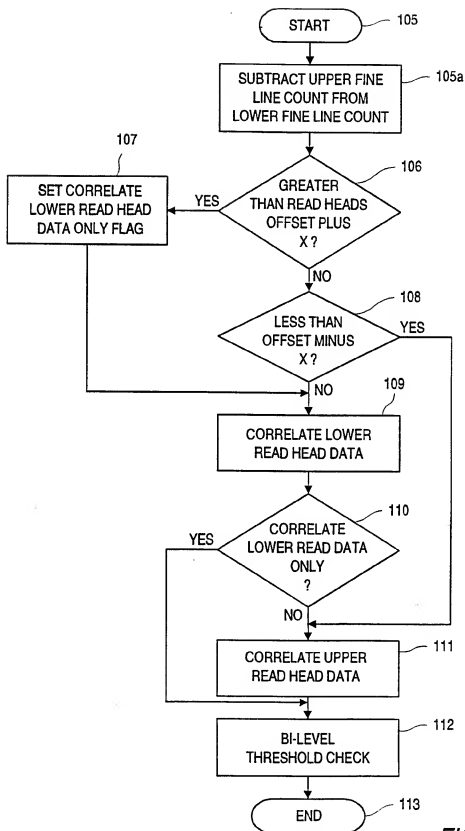 START
105
SUBTRACT UPPER FINE
LINE COUNT FROM
LOWER FINE LINE COUNT
105a
107
SET CORRELATE
LOWER READ HEAD
DATA ONLY FLAG
YES
GREATER
THAN READ HEADS
OFFSET PLUS
X ?
106
NO
LESS THAN
OFFSET MINUS
X ?
108
YES
NO
109
CORRELATE LOWER
READ HEAD DATA
YES
CORRELATE
LOWER READ DATA
ONLY
?
110
NO
CORRELATE UPPER
READ HEAD DATA
111
BI-LEVEL
THRESHOLD CHECK
112
END
113